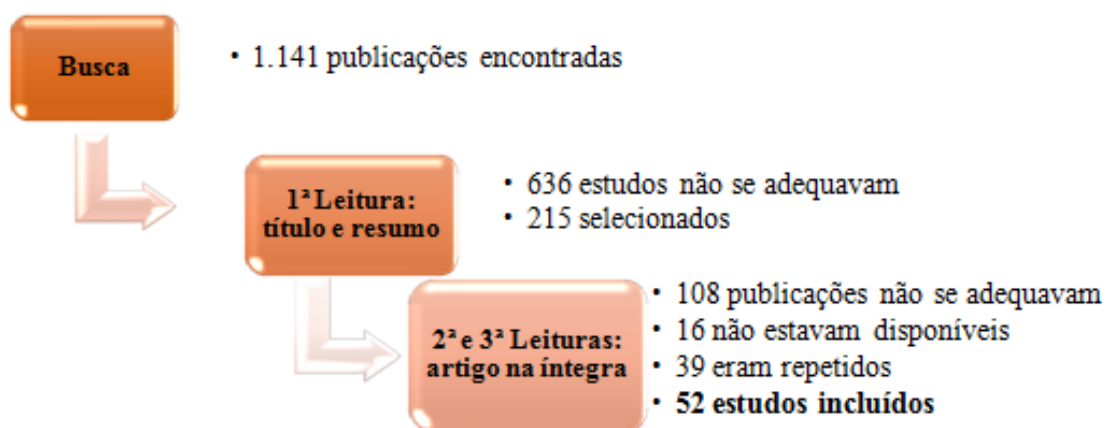 Busca
• 1.141 publicações encontradas
1ª Leitura:
título e resumo
• 636 estudos não se adequavam
• 215 selecionados
2ª e 3ª Leituras:
artigo na íntegra
• 108 publicações não se adequavam
• 16 não estavam disponíveis
• 39 eram repetidos
• 52 estudos incluídos